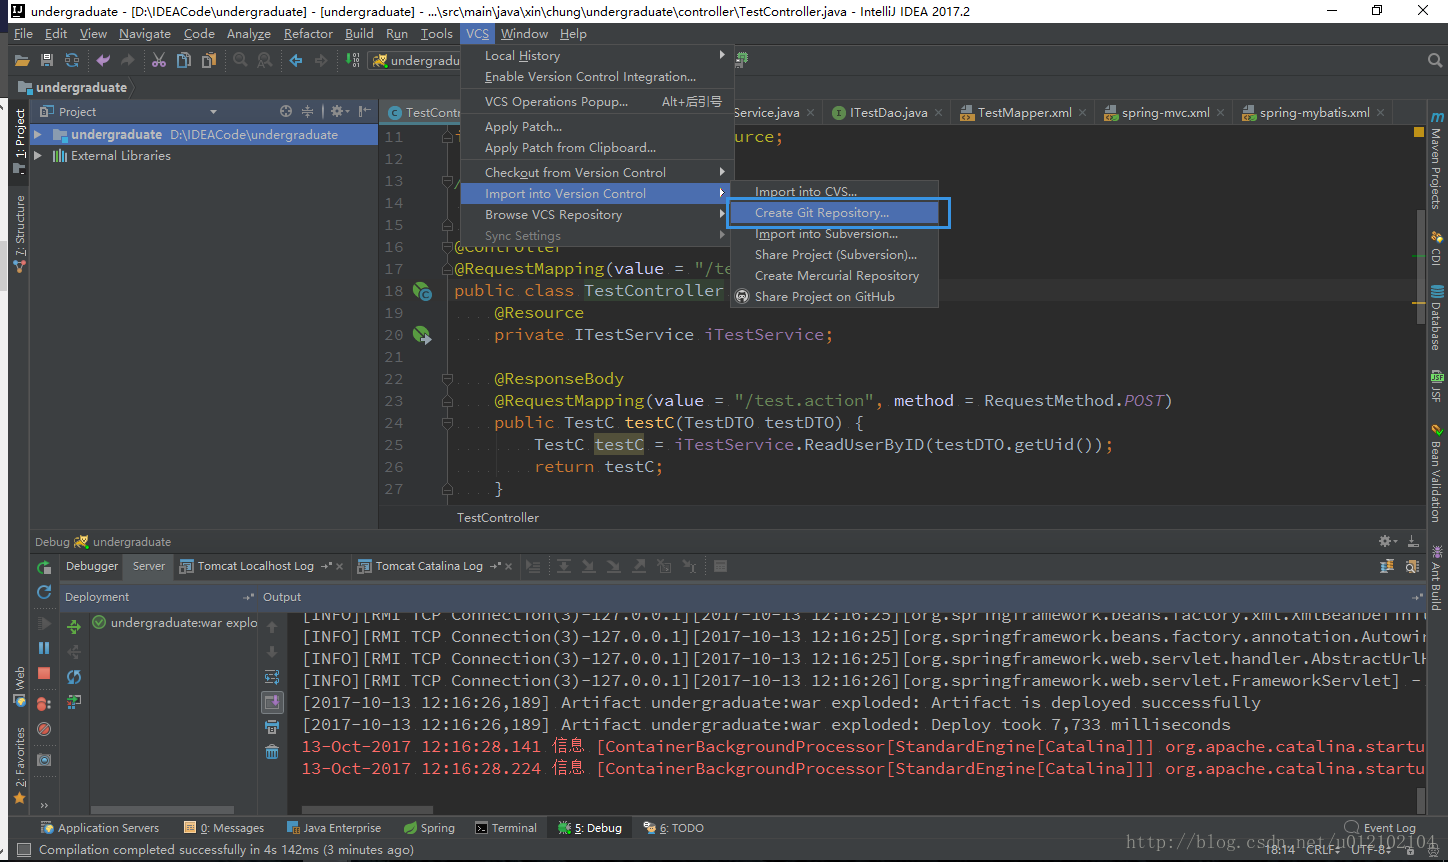 undergraduate - [D:\IDEACode\undergraduate] - [undergraduate] - ...\src\main\java\xin\chung\undergraduate\controller\TestController.java - IntelliJ IDEA 2017.2
File Edit View Navigate Code Analyze Refactor Build Run Tools VCS Window Help
undergradu
undergraduate
Local History
Enable Version Control Integration...
VCS Operations Popup... Alt+后引号
Apply Patch...
Apply Patch from Clipboard...
Checkout from Version Control
Import into Version Control
Browse VCS Repository
Sync Settings
Import into CVS...
Create Git Repository...
Import into Subversion...
Share Project (Subversion)...
Create Mercurial Repository
Share Project on GitHub
Project
undergraduate D:\IDEACode\undergraduate
External Libraries
1: Project
7: Structure
Web
2: Favorites
TestContr
Service.java
ITestDao.java
TestMapper.xml
spring-mvc.xml
spring-mybatis.xml
11 i urce;
12
13 /
14
15
16 @Controller
17 @RequestMapping(value = "/te
18 public class TestController
19 @Resource
20 private ITestService iTestService;
21
22 @ResponseBody
23 @RequestMapping(value = "/test.action", method = RequestMethod.POST)
24 public TestC testC(TestDTO testDTO) {
25 TestC testC = iTestService.ReadUserByID(testDTO.getUid());
26 return testC;
27 }
TestController
Maven Projects
CDI
Database
JSF
Bean Validation
Ant Build
Debug undergraduate
Debugger Server Tomcat Localhost Log Tomcat Catalina Log
Deployment Output
undergraduate:war explo
[INFO][RMI TCP Connection(3)-127.0.0.1][2017-10-13 12:16:25][org.springframework.beans.factory.xml.XmlBeanDefinit
[INFO][RMI TCP Connection(3)-127.0.0.1][2017-10-13 12:16:25][org.springframework.beans.factory.annotation.Autowir
[INFO][RMI TCP Connection(3)-127.0.0.1][2017-10-13 12:16:25][org.springframework.web.servlet.handler.AbstractUrlH
[INFO][RMI TCP Connection(3)-127.0.0.1][2017-10-13 12:16:26][org.springframework.web.servlet.FrameworkServlet] -
[2017-10-13 12:16:26,189] Artifact undergraduate:war exploded: Artifact is deployed successfully
[2017-10-13 12:16:26,189] Artifact undergraduate:war exploded: Deploy took 7,733 milliseconds
13-Oct-2017 12:16:28.141 信息 [ContainerBackgroundProcessor[StandardEngine[Catalina]]] org.apache.catalina.startu
13-Oct-2017 12:16:28.224 信息 [ContainerBackgroundProcessor[StandardEngine[Catalina]]] org.apache.catalina.startu
Application Servers 0: Messages Java Enterprise Spring Terminal 5: Debug 6: TODO Event Log
Compilation completed successfully in 4s 142ms (3 minutes ago) 18:14 CRLF UTF-8
http://blog.csdn.net/u012102104